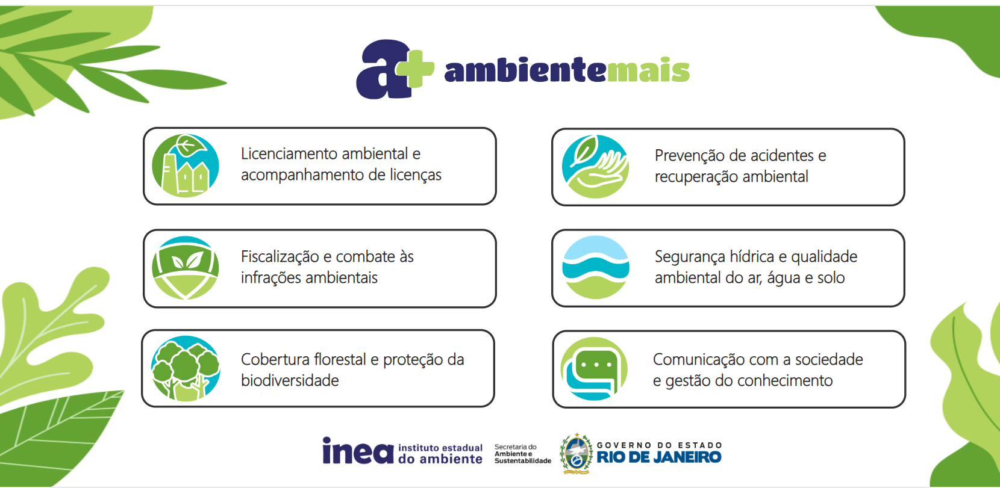 a+ ambientemais
Licenciamento ambiental e
acompanhamento de licenças
Prevenção de acidentes e
recuperação ambiental
Fiscalização e combate às
infrações ambientais
Segurança hídrica e qualidade
ambiental do ar, água e solo
Cobertura florestal e proteção da
biodiversidade
Comunicação com a sociedade
e gestão do conhecimento
inea instituto estadual
do ambiente
Secretaria do
Ambiente e
Sustentabilidade
GOVERNO DO ESTADO
RIO DE JANEIRO